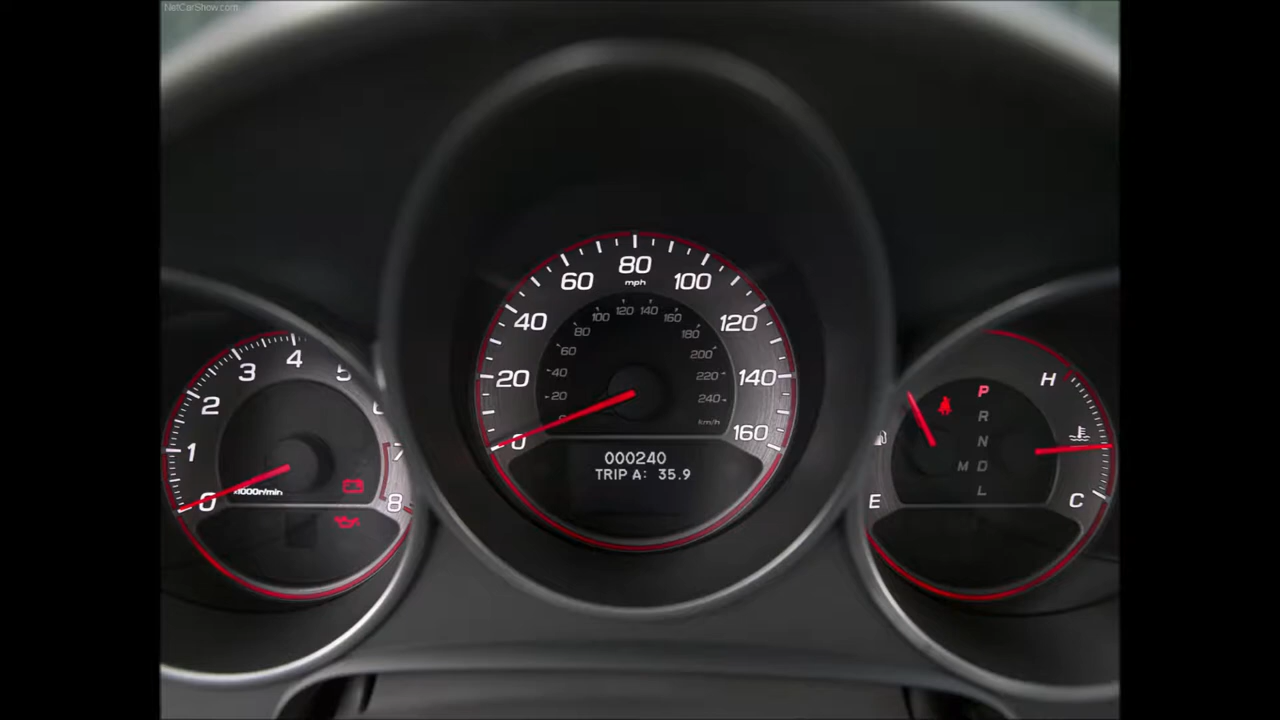 NetCarShow.com
80
60 100
mph
40 120
20 140
0 160
100 120 140 160
80 180
60 200
40 220
20 240
km/h
000240
TRIP A: 35.9
4
3 5
2
1 7
0 8
x1000r/min
P
R
N
M D
L
H
E C